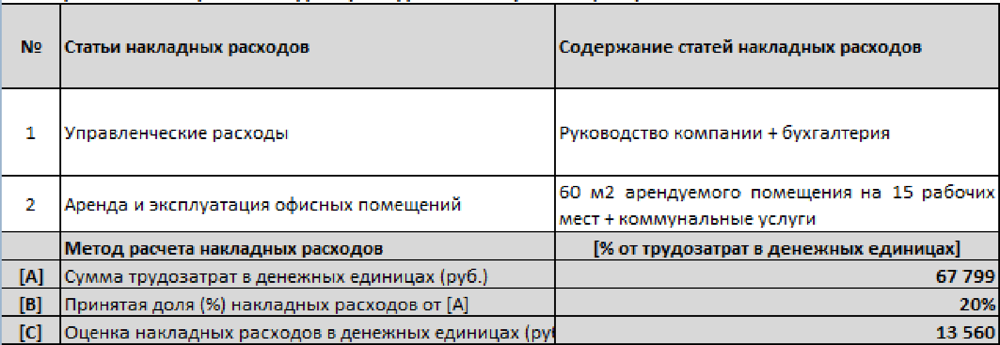 № Статьи накладных расходов Содержание статей накладных расходов
1 Управленческие расходы Руководство компании + бухгалтерия
2 Аренда и эксплуатация офисных помещений 60 м2 арендуемого помещения на 15 рабочих
мест + коммунальные услуги
Метод расчета накладных расходов [% от трудозатрат в денежных единицах]
[A] Сумма трудозатрат в денежных единицах (руб.) 67 799
[B] Принятая доля (%) накладных расходов от [A] 20%
[C] Оценка накладных расходов в денежных единицах (ру 13 560